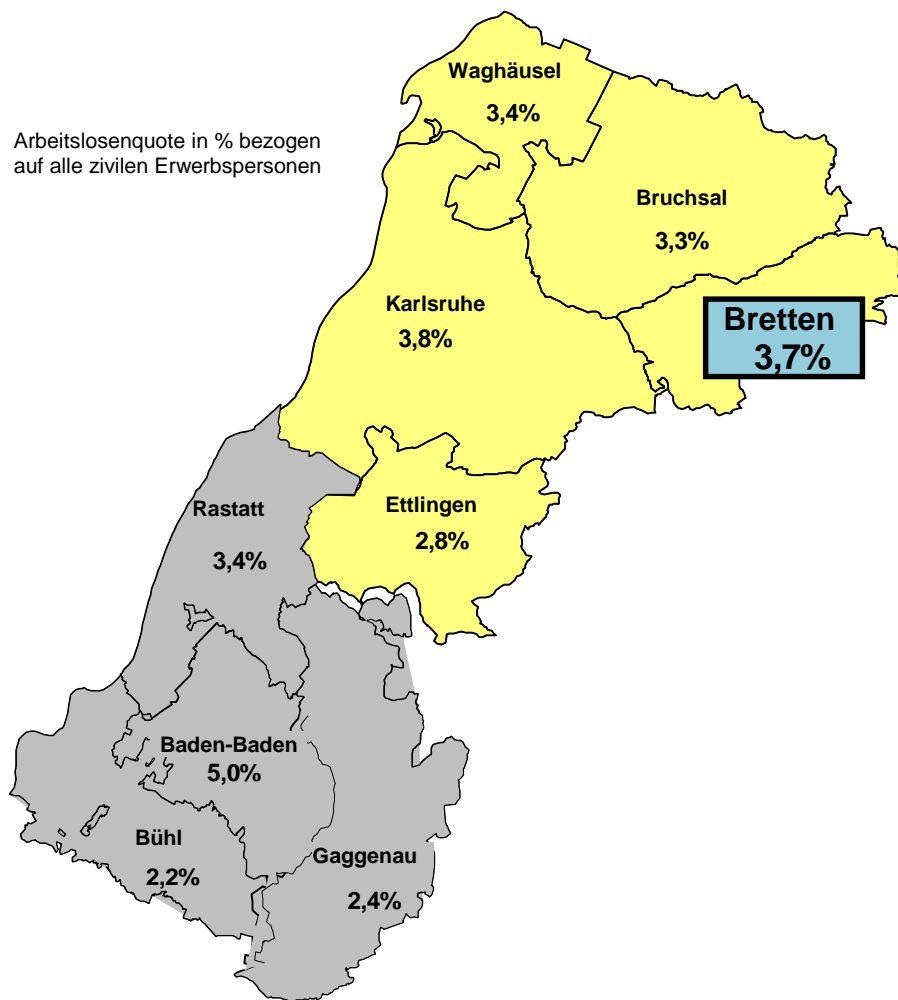 Waghäusel
3,4%
Arbeitslosenquote in % bezogen
auf alle zivilen Erwerbspersonen
Bruchsal
3,3%
Karlsruhe
3,8%
Bretten
3,7%
Rastatt
3,4%
Ettlingen
2,8%
Baden-Baden
5,0%
Bühl
2,2%
Gaggenau
2,4%